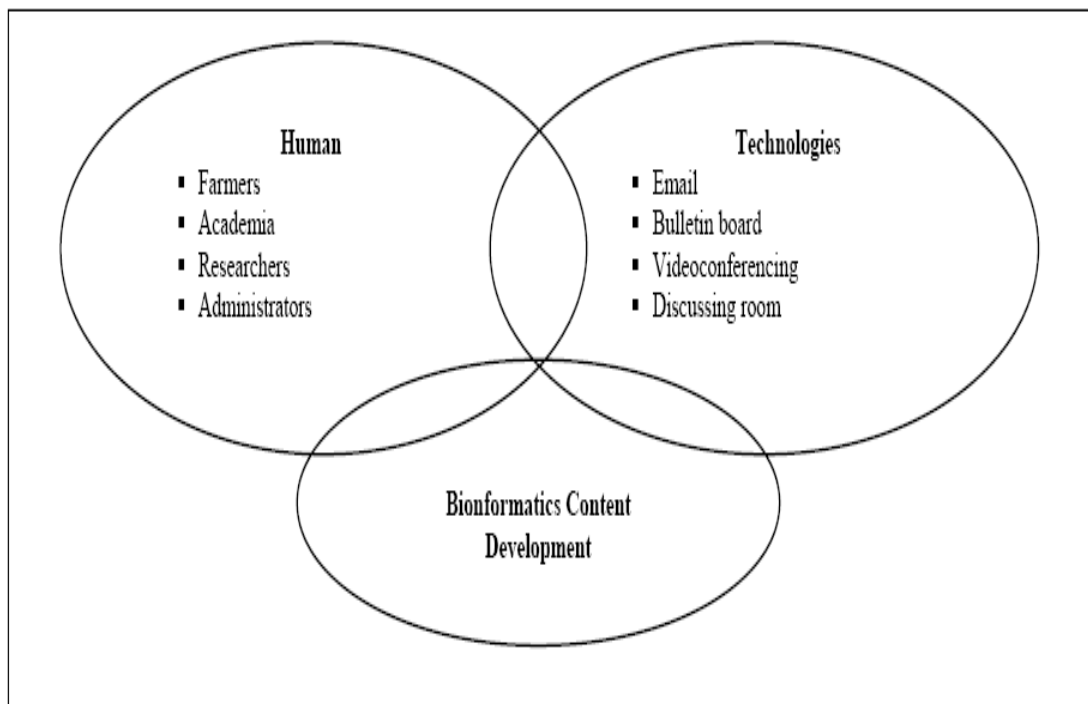 Human
▪ Farmers
▪ Academia
▪ Researchers
▪ Administrators
Technologies
▪ Email
▪ Bulletin board
▪ Videoconferencing
▪ Discussing room
Bionformatics Content
Development